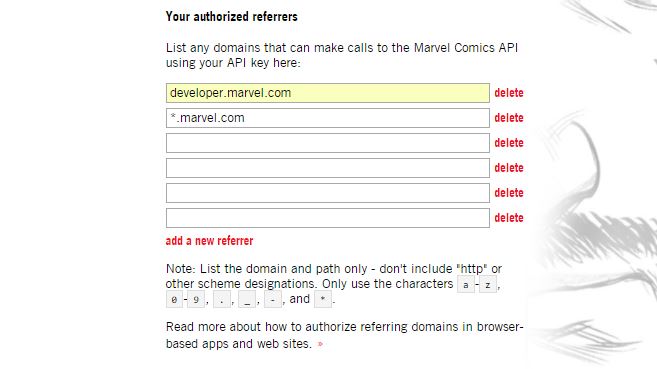 Your authorized referrers
List any domains that can make calls to the Marvel Comics API
using your API key here:
developer.marvel.com delete
*.marvel.com delete
delete
delete
delete
delete
add a new referrer
Note: List the domain and path only - don't include "http" or
other scheme designations. Only use the characters a-z,
0-9, ., _, -, and *.
Read more about how to authorize referring domains in browser-
based apps and web sites. »